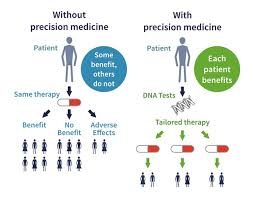 Without
precision medicine
Patient
Some
benefit,
others
do not
Same therapy
Benefit
No
Benefit
Adverse
Effects
With
precision medicine
Patient
Each
patient
benefits
DNA Tests
Tailored therapy